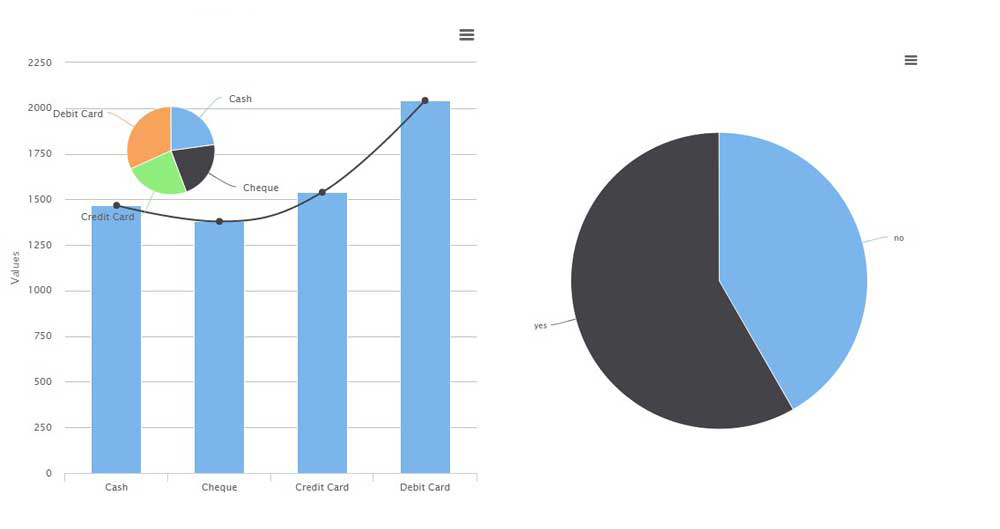 2250
2000
1750
1500
1250
1000
750
500
250
0
Values
Cash
Debit Card
Cheque
Credit Card
Cash
Cheque
Credit Card
Debit Card
no
yes